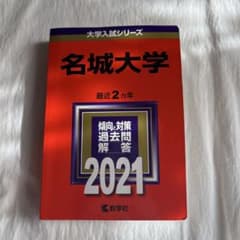 大学入試シリーズ
名城大学
最近2カ年
傾向と対策
過去問
解答
2021
教学社